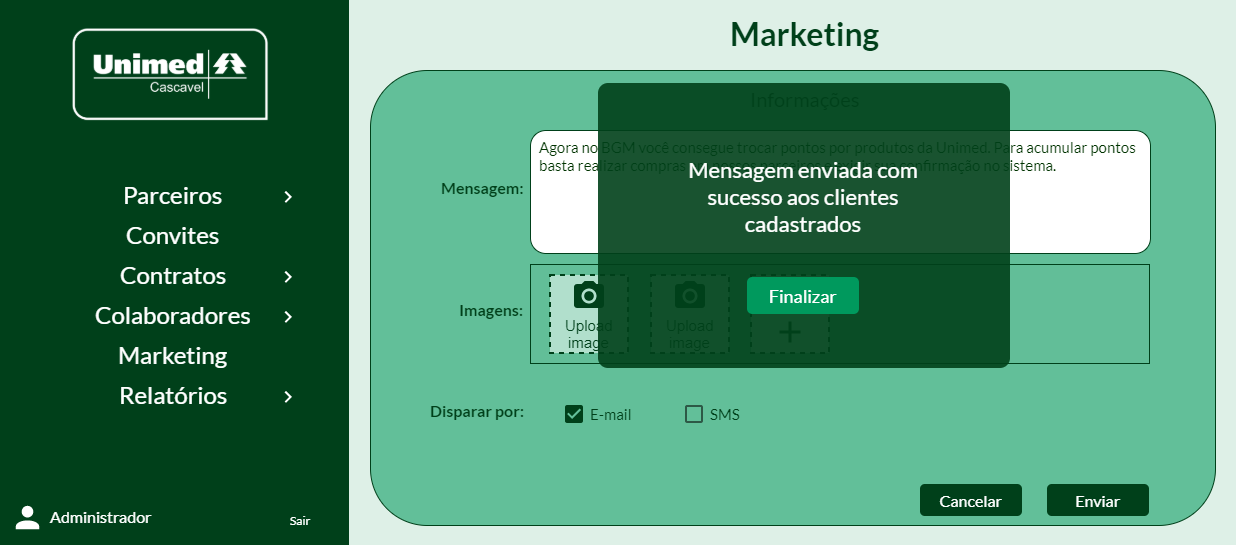 Unimed
Cascavel
Parceiros
Convites
Contratos
Colaboradores
Marketing
Relatórios
Administrador
Sair
Marketing
Informações
Mensagem:
Agora no BGM você consegue trocar pontos por produtos da Unimed. Para acumular pontos
basta realizar compras confirmação no sistema.
Mensagem enviada com
sucesso aos clientes
cadastrados
Finalizar
Imagens:
Upload
image
Upload
image
Disparar por:
E-mail
SMS
Cancelar
Enviar